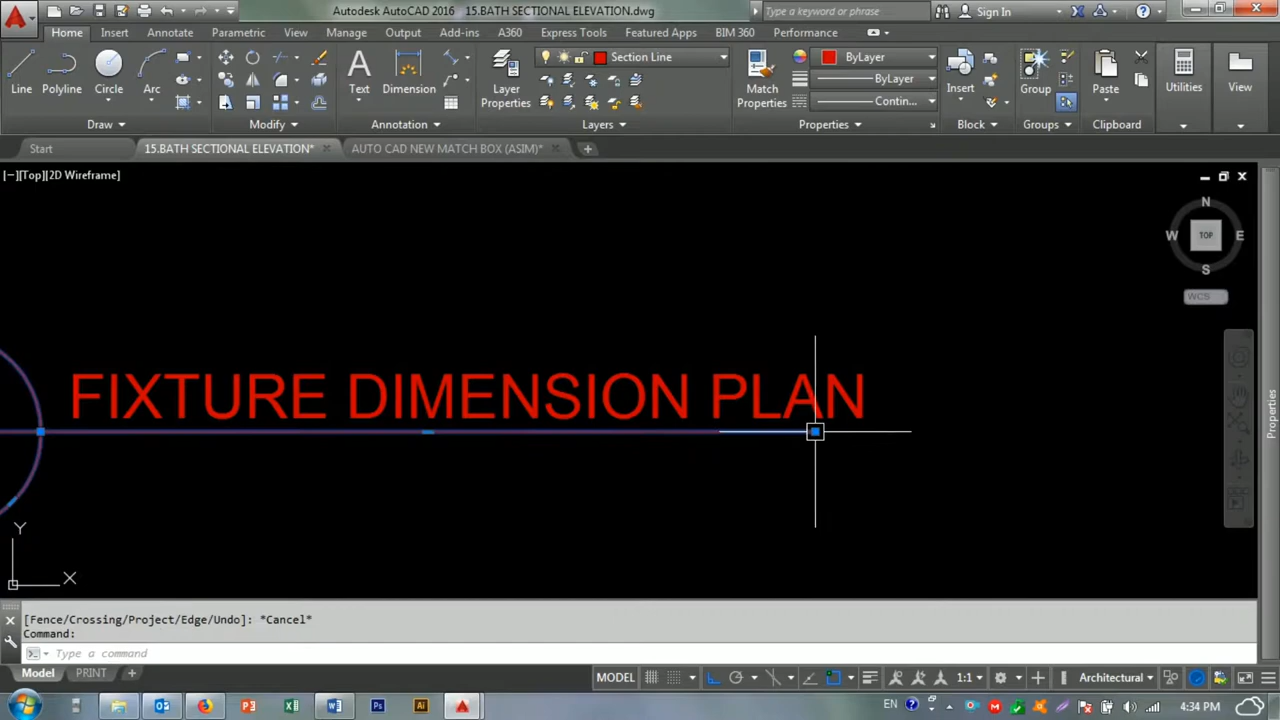 Autodesk AutoCAD 2016 15.BATH SECTIONAL ELEVATION.dwg
Type a keyword or phrase
Sign In
Home Insert Annotate Parametric View Manage Output Add-ins A360 Express Tools Featured Apps BIM 360 Performance
Section Line
ByLayer
ByLayer
Contin...
Line Polyline Circle Arc
Text Dimension
Layer Properties
Match Properties
Insert
Group
Paste
Utilities
View
Draw Modify Annotation Layers Properties Block Groups Clipboard
Start 15.BATH SECTIONAL ELEVATION* AUTO CAD NEW MATCH BOX (ASIM)*
[−][Top][2D Wireframe]
N
W TOP E
S
WCS
FIXTURE DIMENSION PLAN
Properties
Y
X
[Fence/Crossing/Project/Edge/Undo]: *Cancel*
Command:
Type a command
Model PRINT
MODEL 1:1 Architectural
EN 4:34 PM